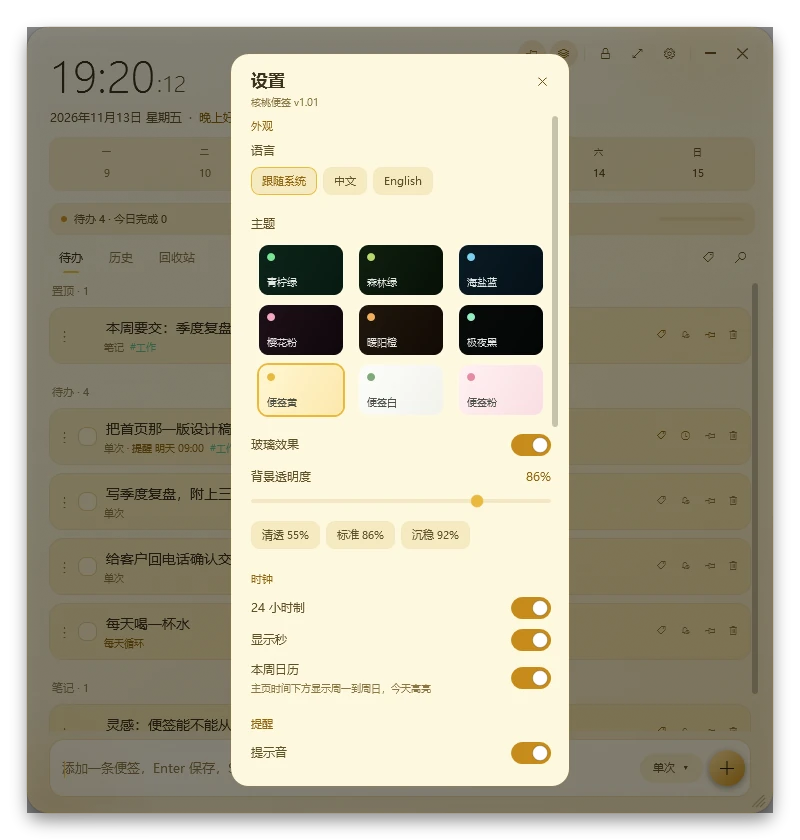 19:20:12
2026年11月13日 星期五 · 晚上好
一 二 六 日
9 10 14 15
待办 4 · 今日完成 0
待办 历史 回收站
置顶 · 1
本周要交：季度复盘
笔记 #工作
待办 · 4
把首页那一版设计稿
单次 · 提醒 明天 09:00 #工作
写季度复盘，附上三
单次
给客户回电话确认交
单次
每天喝一杯水
每天循环
笔记 · 1
灵感：便签能不能从
添加一条便签，Enter 保存，
单次
设置
核桃便签 v1.01
外观
语言
跟随系统 中文 English
主题
青柠绿 森林绿 海盐蓝
樱花粉 暖阳橙 极夜黑
便签黄 便签白 便签粉
玻璃效果
背景透明度 86%
清透 55% 标准 86% 沉稳 92%
时钟
24 小时制
显示秒
本周日历
主页时间下方显示周一到周日，今天高亮
提醒
提示音